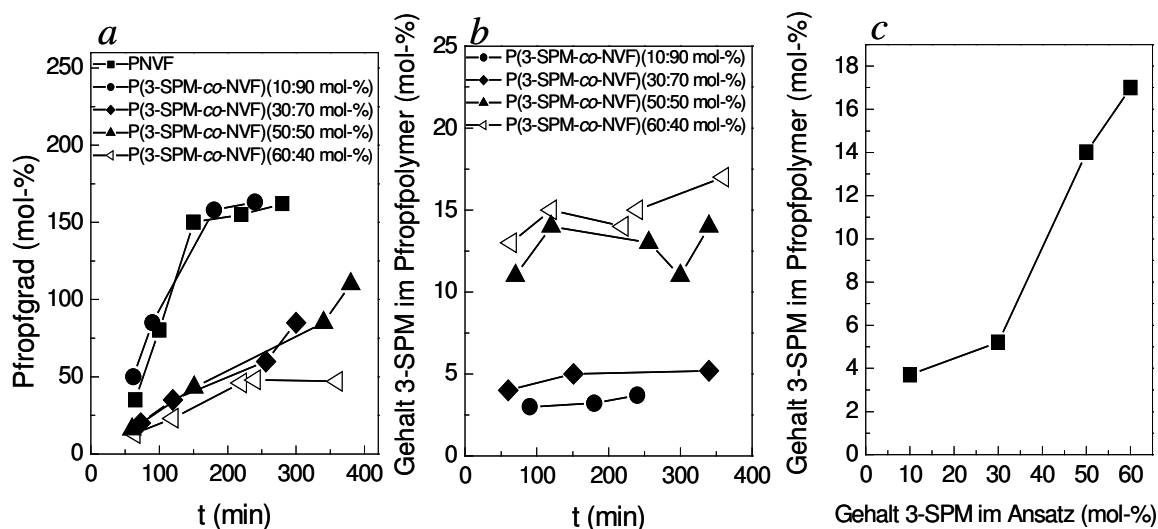 a
PNVF
P(3-SPM-co-NVF)(10:90 mol-%)
P(3-SPM-co-NVF)(30:70 mol-%)
P(3-SPM-co-NVF)(50:50 mol-%)
P(3-SPM-co-NVF)(60:40 mol-%)
Pfropfgrad (mol-%)
250
200
150
100
50
0
0 100 200 300 400
t (min)
b
P(3-SPM-co-NVF)(10:90 mol-%)
P(3-SPM-co-NVF)(30:70 mol-%)
P(3-SPM-co-NVF)(50:50 mol-%)
P(3-SPM-co-NVF)(60:40 mol-%)
Gehalt 3-SPM im Pfropfpolymer (mol-%)
25
20
15
10
5
0
0 100 200 300 400
t (min)
c
Gehalt 3-SPM im Pfropfpolymer (mol-%)
18
16
14
12
10
8
6
4
2
0
0 10 20 30 40 50 60
Gehalt 3-SPM im Ansatz (mol-%)